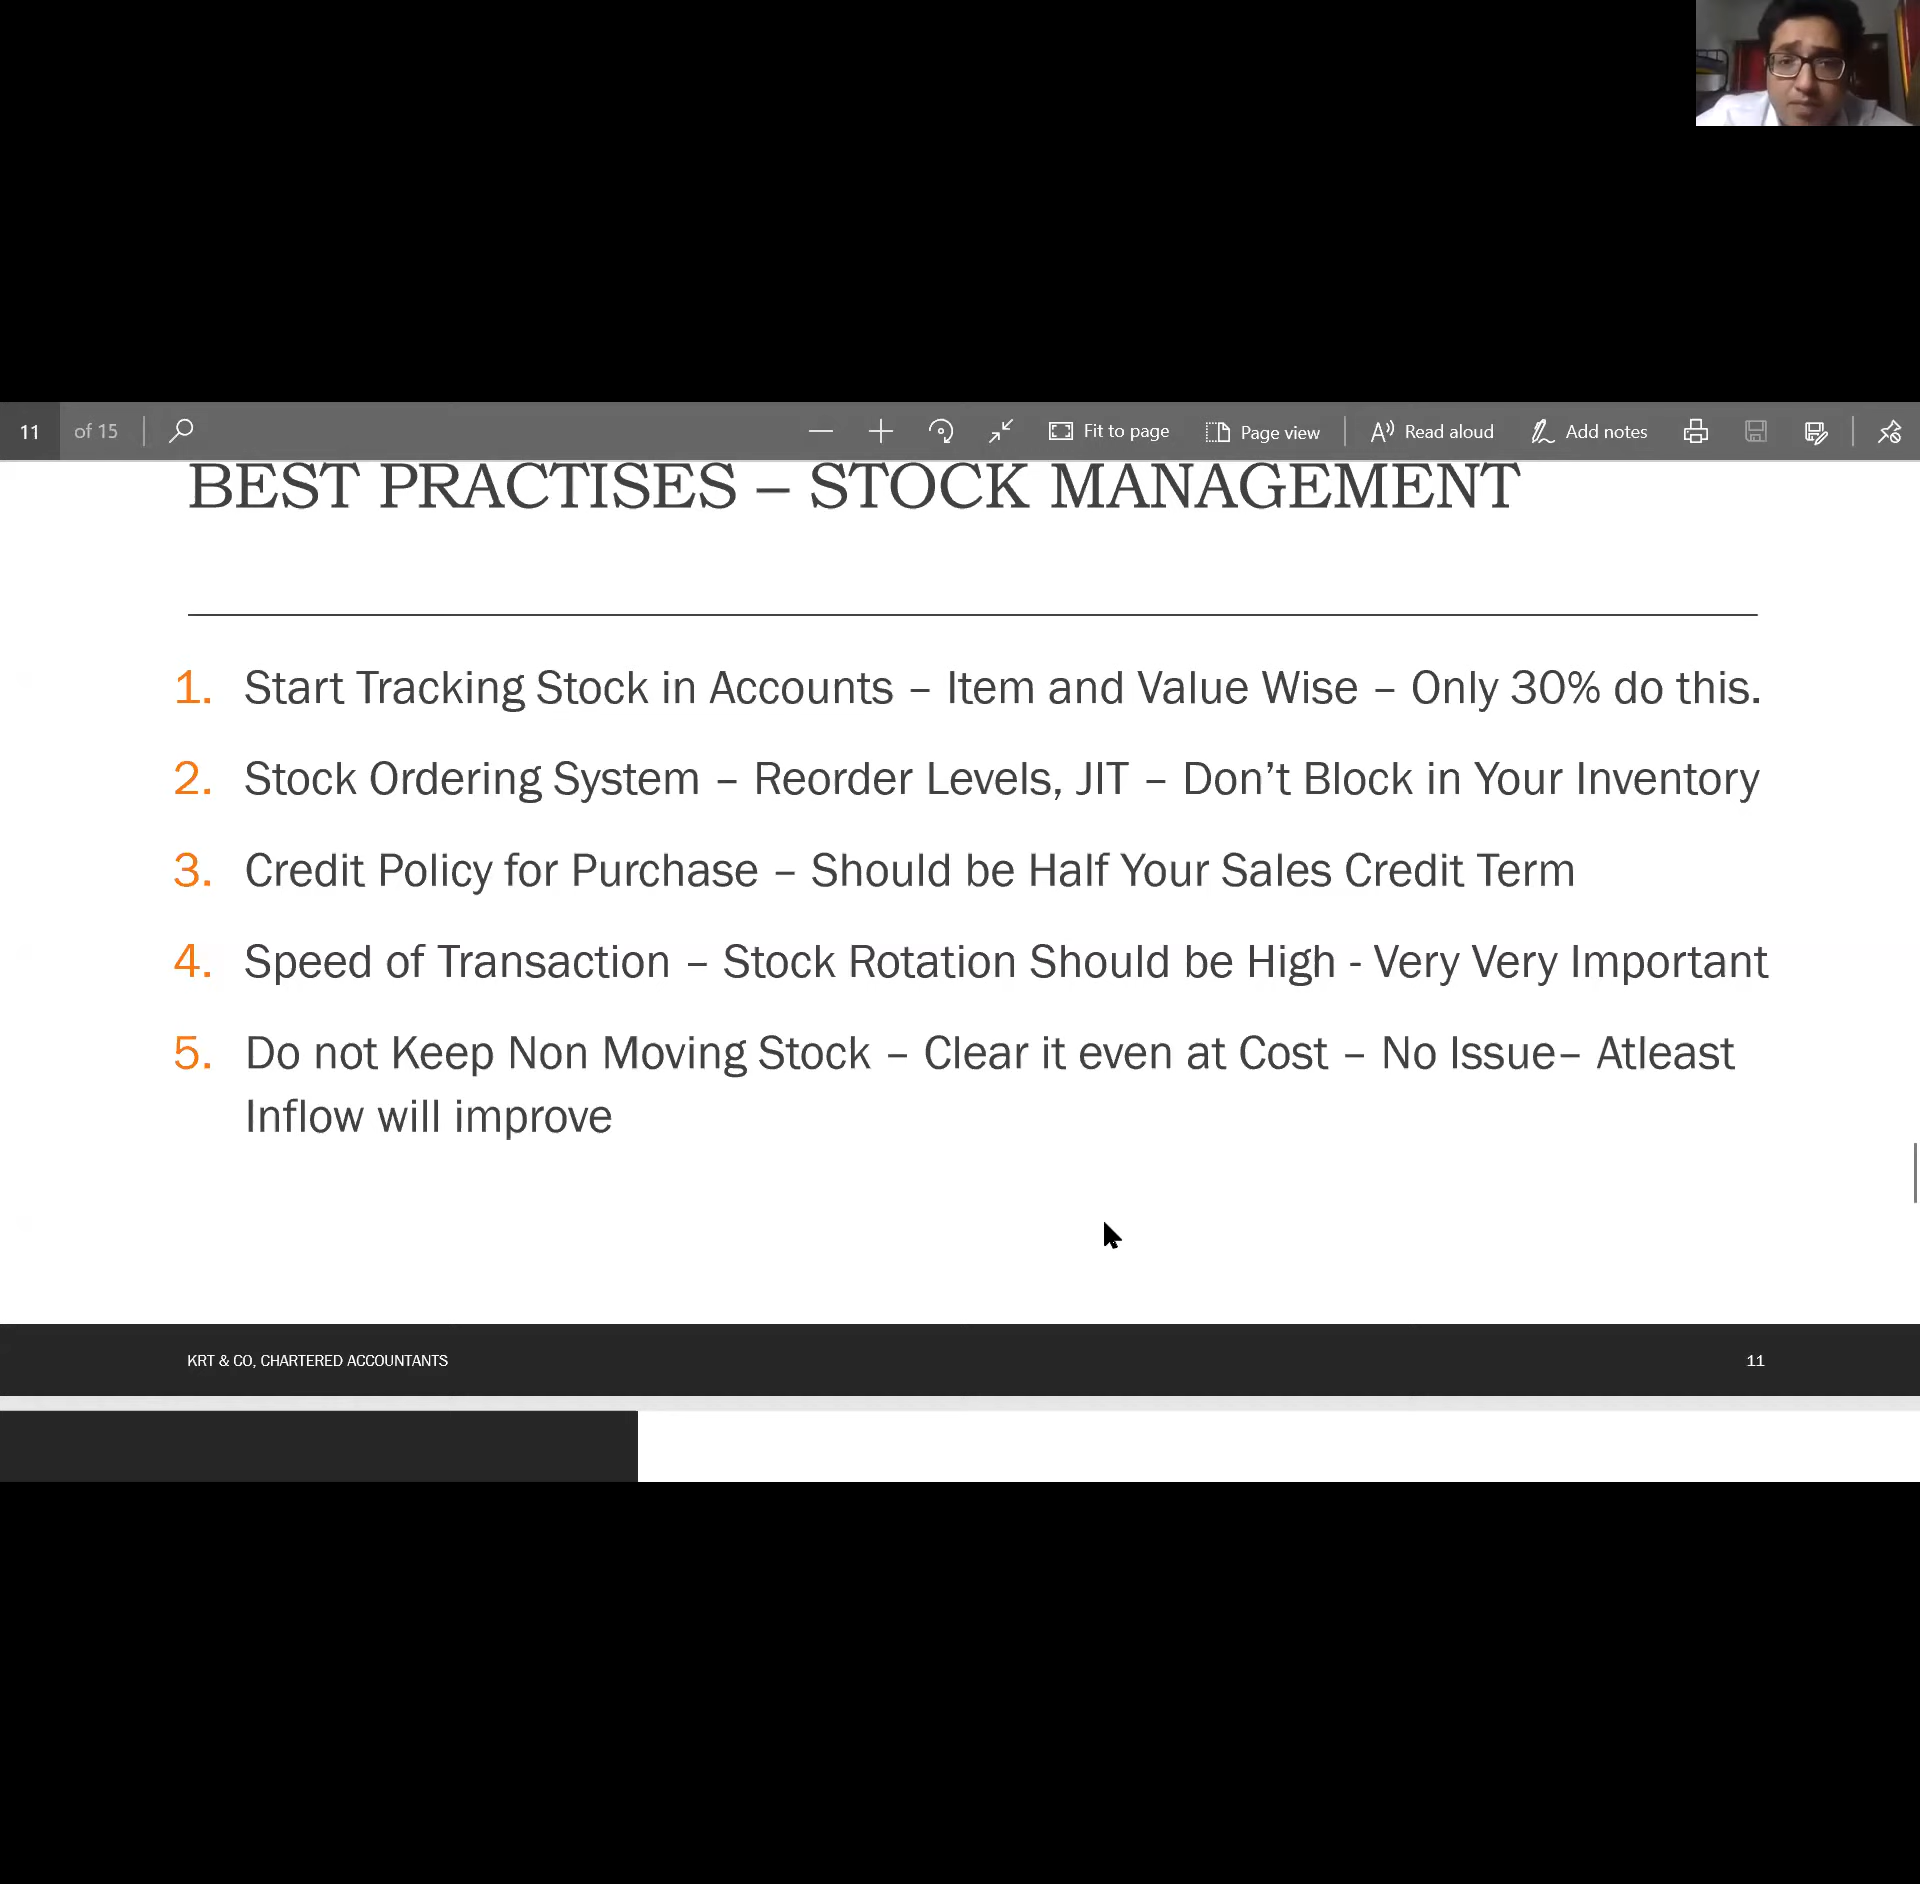 11 of 15 Fit to page Page view Read aloud Add notes
BEST PRACTISES – STOCK MANAGEMENT
1. Start Tracking Stock in Accounts – Item and Value Wise – Only 30% do this.
2. Stock Ordering System – Reorder Levels, JIT – Don’t Block in Your Inventory
3. Credit Policy for Purchase – Should be Half Your Sales Credit Term
4. Speed of Transaction – Stock Rotation Should be High - Very Very Important
5. Do not Keep Non Moving Stock – Clear it even at Cost – No Issue– Atleast
Inflow will improve
KRT & CO, CHARTERED ACCOUNTANTS 11